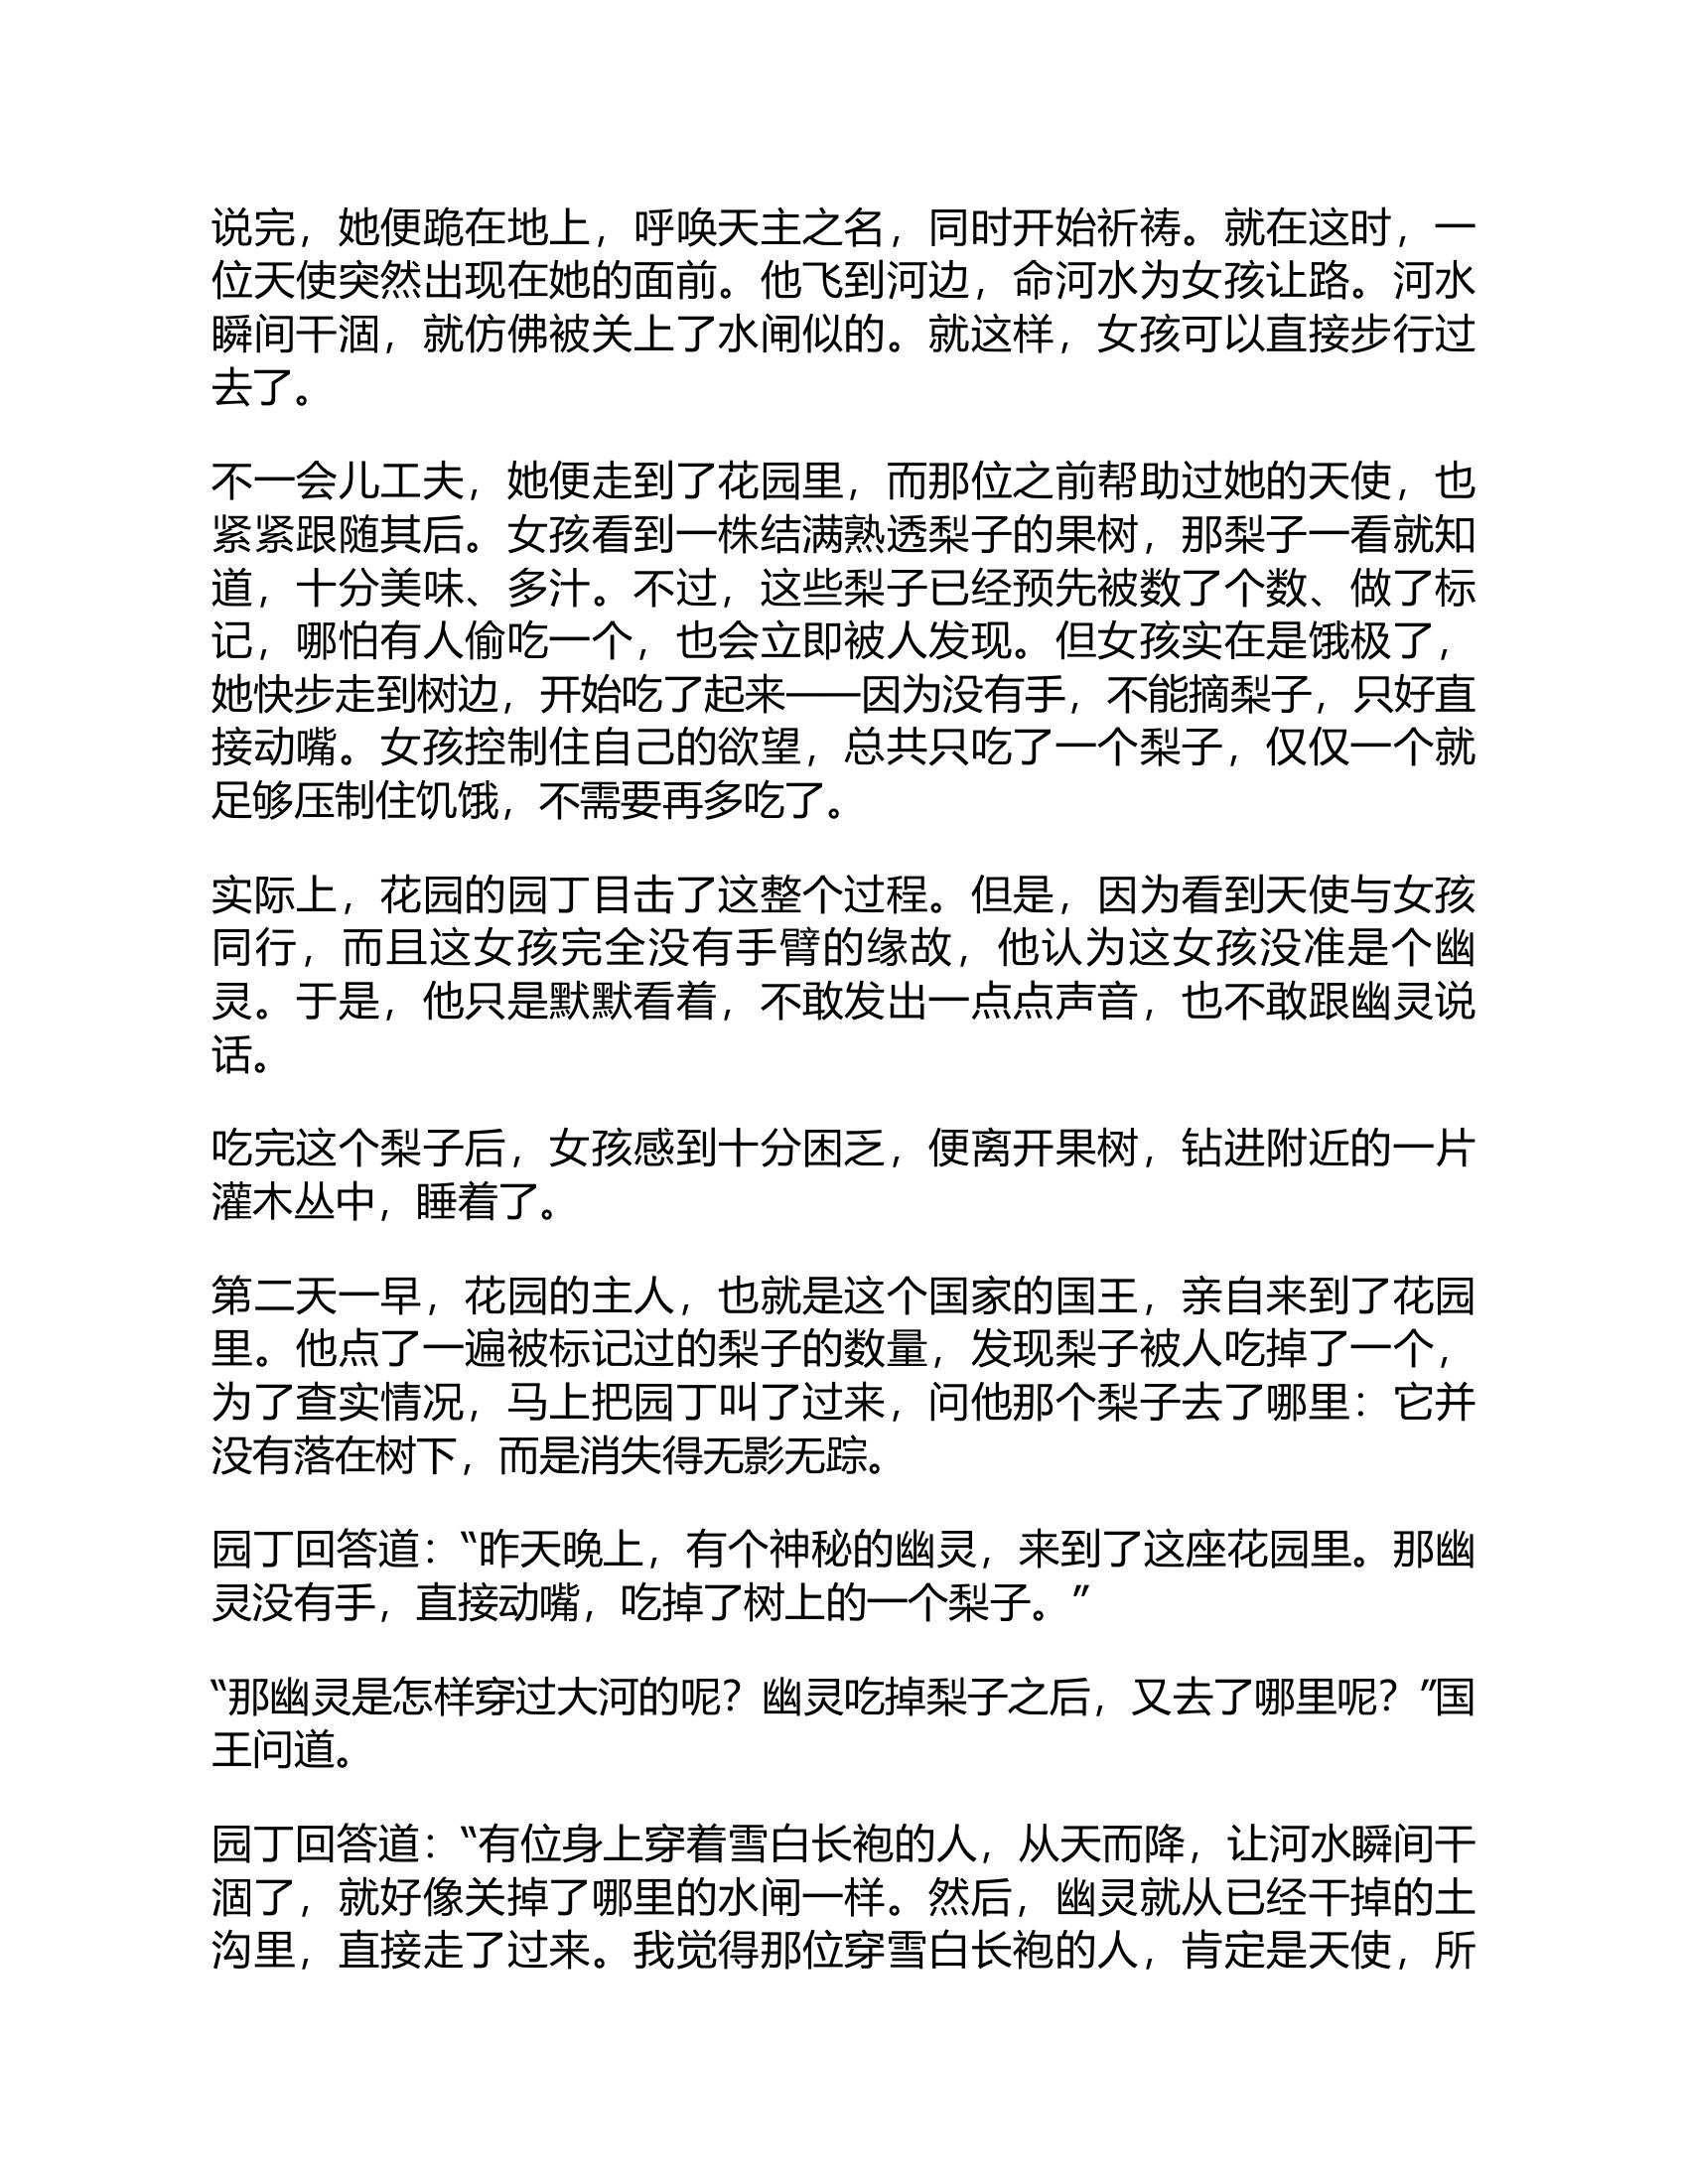 说完，她便跪在地上，呼唤天主之名，同时开始祈祷。就在这时，一
位天使突然出现在她的面前。他飞到河边，命河水为女孩让路。河水
瞬间干涸，就仿佛被关上了水闸似的。就这样，女孩可以直接步行过
去了。
不一会儿工夫，她便走到了花园里，而那位之前帮助过她的天使，也
紧紧跟随其后。女孩看到一株结满熟透梨子的果树，那梨子一看就知
道，十分美味、多汁。不过，这些梨子已经预先被数了个数、做了标
记，哪怕有人偷吃一个，也会立即被人发现。但女孩实在是饿极了，
她快步走到树边，开始吃了起来——因为没有手，不能摘梨子，只好直
接动嘴。女孩控制住自己的欲望，总共只吃了一个梨子，仅仅一个就
足够压制住饥饿，不需要再多吃了。
实际上，花园的园丁目击了这整个过程。但是，因为看到天使与女孩
同行，而且这女孩完全没有手臂的缘故，他认为这女孩没准是个幽
灵。于是，他只是默默看着，不敢发出一点点声音，也不敢跟幽灵说
话。
吃完这个梨子后，女孩感到十分困乏，便离开果树，钻进附近的一片
灌木丛中，睡着了。
第二天一早，花园的主人，也就是这个国家的国王，亲自来到了花园
里。他点了一遍被标记过的梨子的数量，发现梨子被人吃掉了一个，
为了查实情况，马上把园丁叫了过来，问他那个梨子去了哪里：它并
没有落在树下，而是消失得无影无踪。
园丁回答道：“昨天晚上，有个神秘的幽灵，来到了这座花园里。那幽
灵没有手，直接动嘴，吃掉了树上的一个梨子。”
“那幽灵是怎样穿过大河的呢？幽灵吃掉梨子之后，又去了哪里呢？”国
王问道。
园丁回答道：“有位身上穿着雪白长袍的人，从天而降，让河水瞬间干
涸了，就好像关掉了哪里的水闸一样。然后，幽灵就从已经干掉的土
沟里，直接走了过来。我觉得那位穿雪白长袍的人，肯定是天使，所